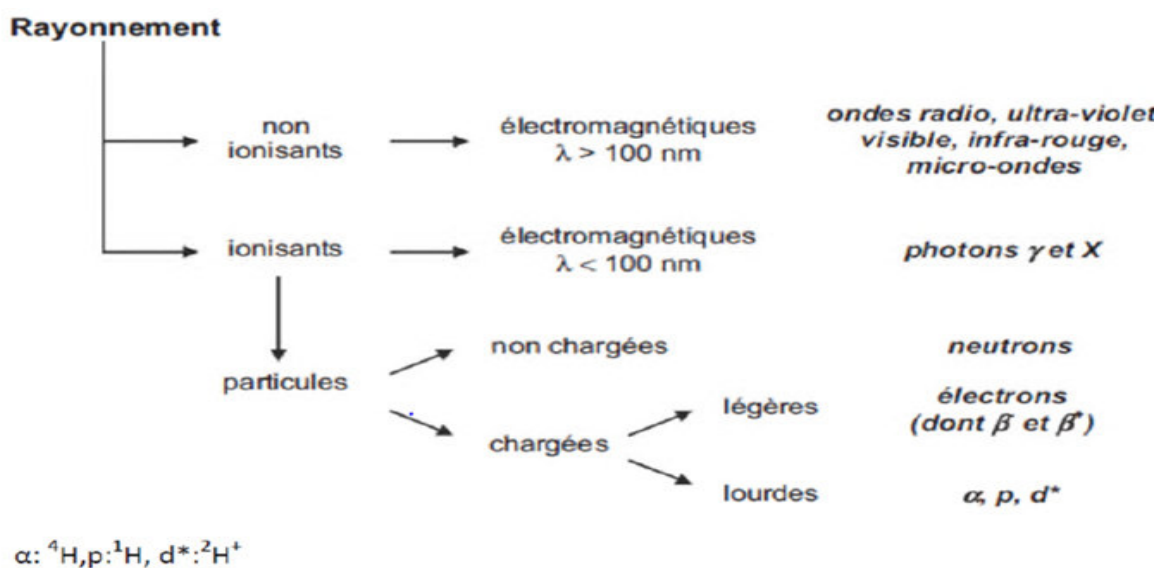 Rayonnement
non
ionisants
électromagnétiques
λ > 100 nm
ondes radio, ultra-violet
visible, infra-rouge,
micro-ondes
ionisants
électromagnétiques
λ < 100 nm
photons γ et X
particules
non chargées
neutrons
chargées
légères
électrons
(dont β⁻ et β⁺)
lourdes
α, p, d*
α: ⁴H,p:¹H, d*:²H⁺